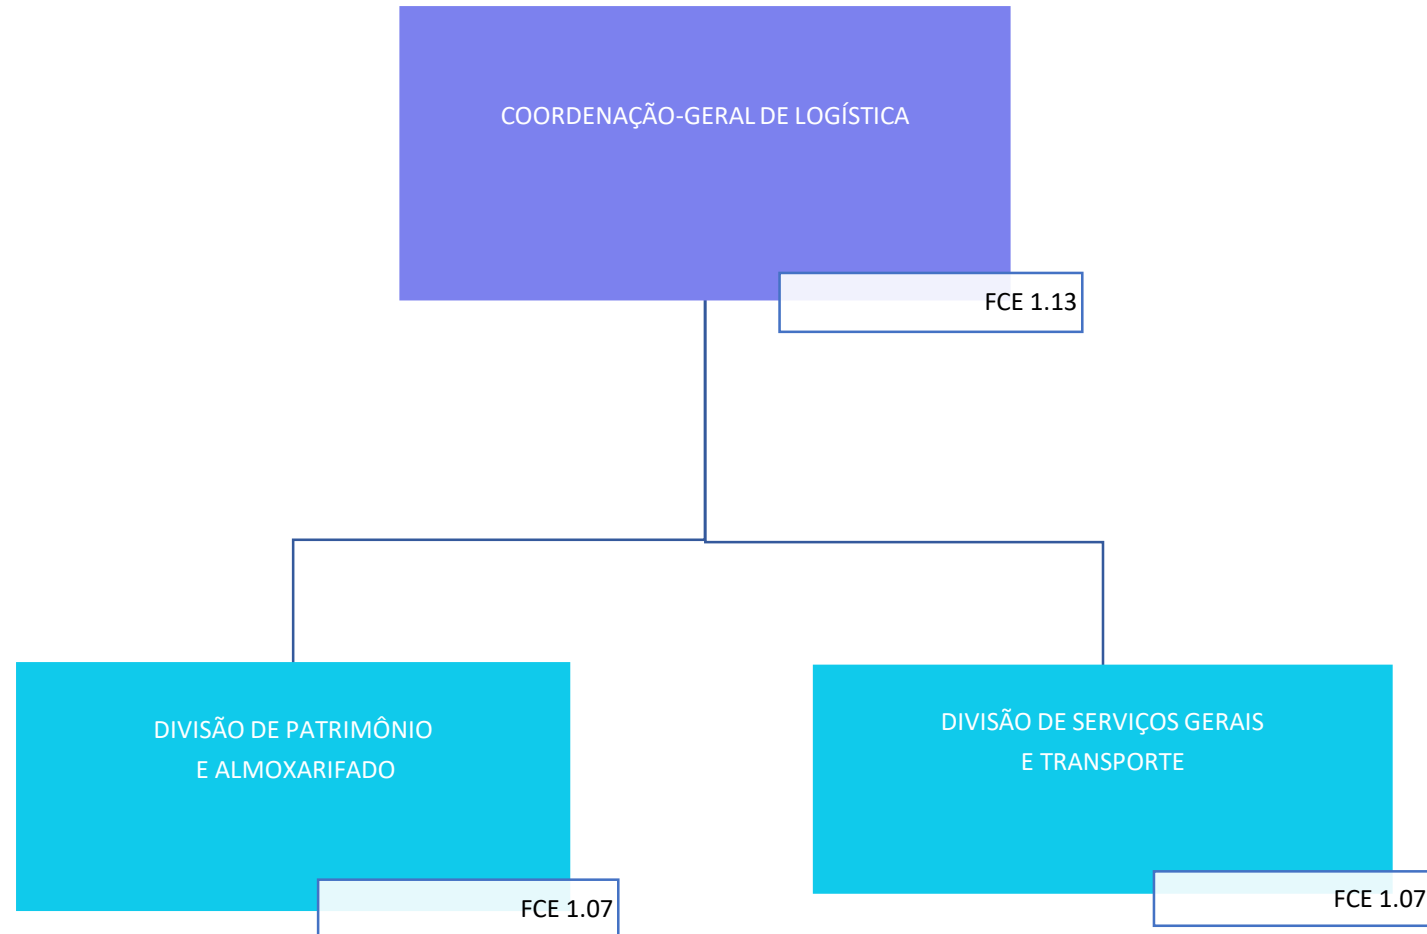 COORDENAÇÃO-GERAL DE LOGÍSTICA
FCE 1.13
DIVISÃO DE PATRIMÔNIO
E ALMOXARIFADO
FCE 1.07
DIVISÃO DE SERVIÇOS GERAIS
E TRANSPORTE
FCE 1.07